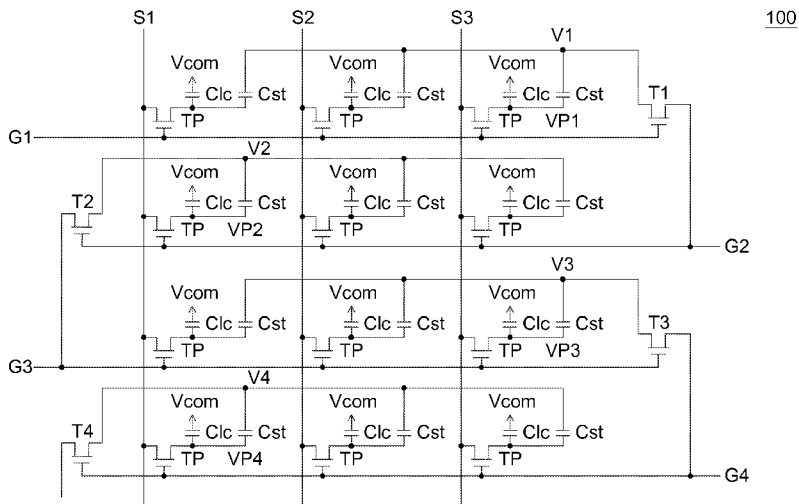 S1 S2 S3 100
V1
Vcom Vcom Vcom
Clc Cst Clc Cst Clc Cst T1
TP TP TP VP1
G1
V2
Vcom Vcom Vcom
T2 Clc Cst Clc Cst Clc Cst
TP VP2 TP TP
G2
V3
Vcom Vcom Vcom
Clc Cst Clc Cst Clc Cst T3
TP TP TP VP3
G3
V4
Vcom Vcom Vcom
T4 Clc Cst Clc Cst Clc Cst
TP VP4 TP TP
G4